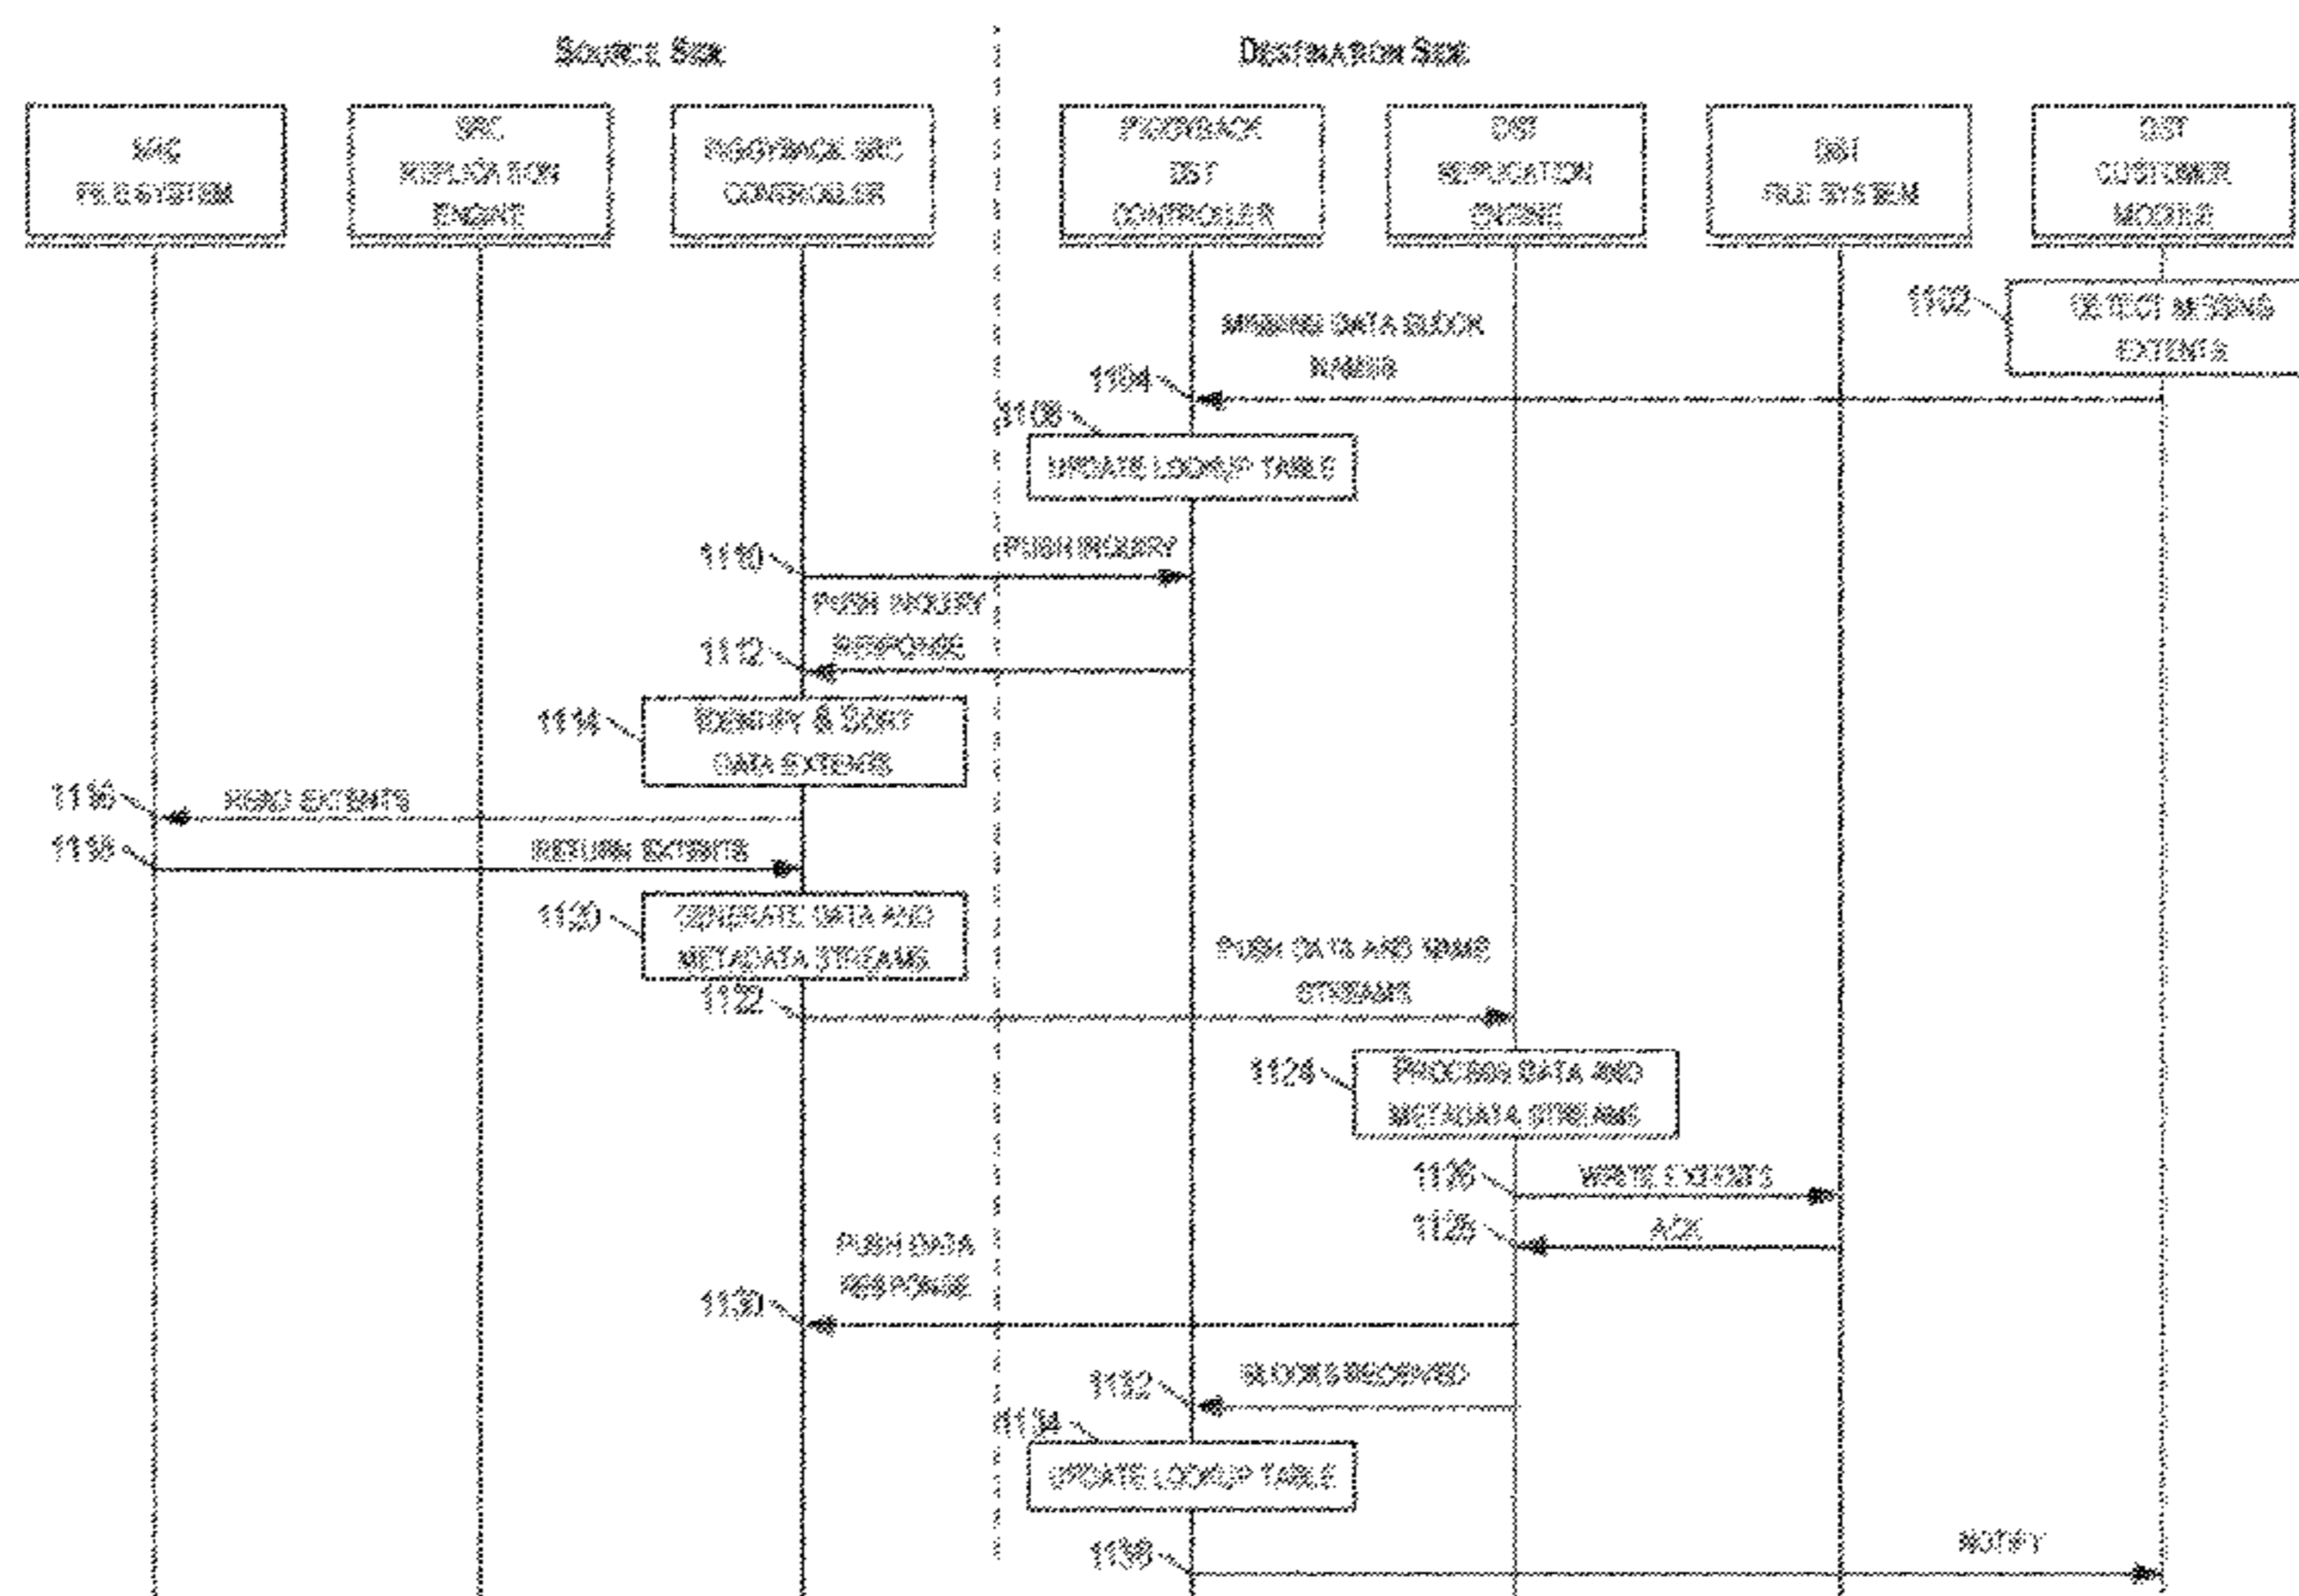 SOURCE SIDE
DESTINATION SIDE
SRC
FILE SYSTEM
SRC
REPLICATION
ENGINE
PIGGYBACK SRC
CONTROLLER
PIGGYBACK
DST
CONTROLLER
DST
REPLICATION
ENGINE
DST
FILE SYSTEM
DST
CUSTOMER
MODULE
1102
DETECT MISSING
EXTENTS
MISSING DATA BLOCK
NAMES
1104
UPDATE LOOKUP TABLE
1110
PUSH INQUIRY
PUSH INQUIRY
RESPONSE
1112
1114
IDENTIFY & SORT
DATA EXTENTS
1116
READ EXTENTS
1118
RETURN EXTENTS
1120
GENERATE DATA AND
METADATA STREAMS
1122
PUSH DATA AND NAME
STREAMS
1124
PROCESS DATA AND
METADATA STREAMS
1126
WRITE EXTENTS
1128
ACK
PUSH DATA
RESPONSE
1130
BLOCKS RECEIVED
1132
1134
UPDATE LOOKUP TABLE
NOTIFY
1136